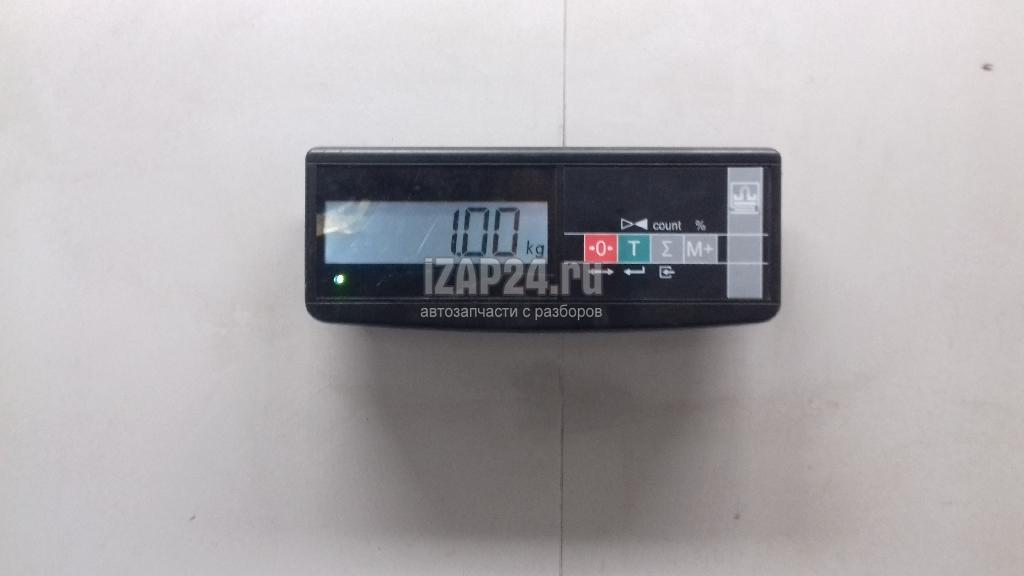 count %
1.00 kg
→0← T Σ M+
iZAP24.ru
автозапчасти с разборов